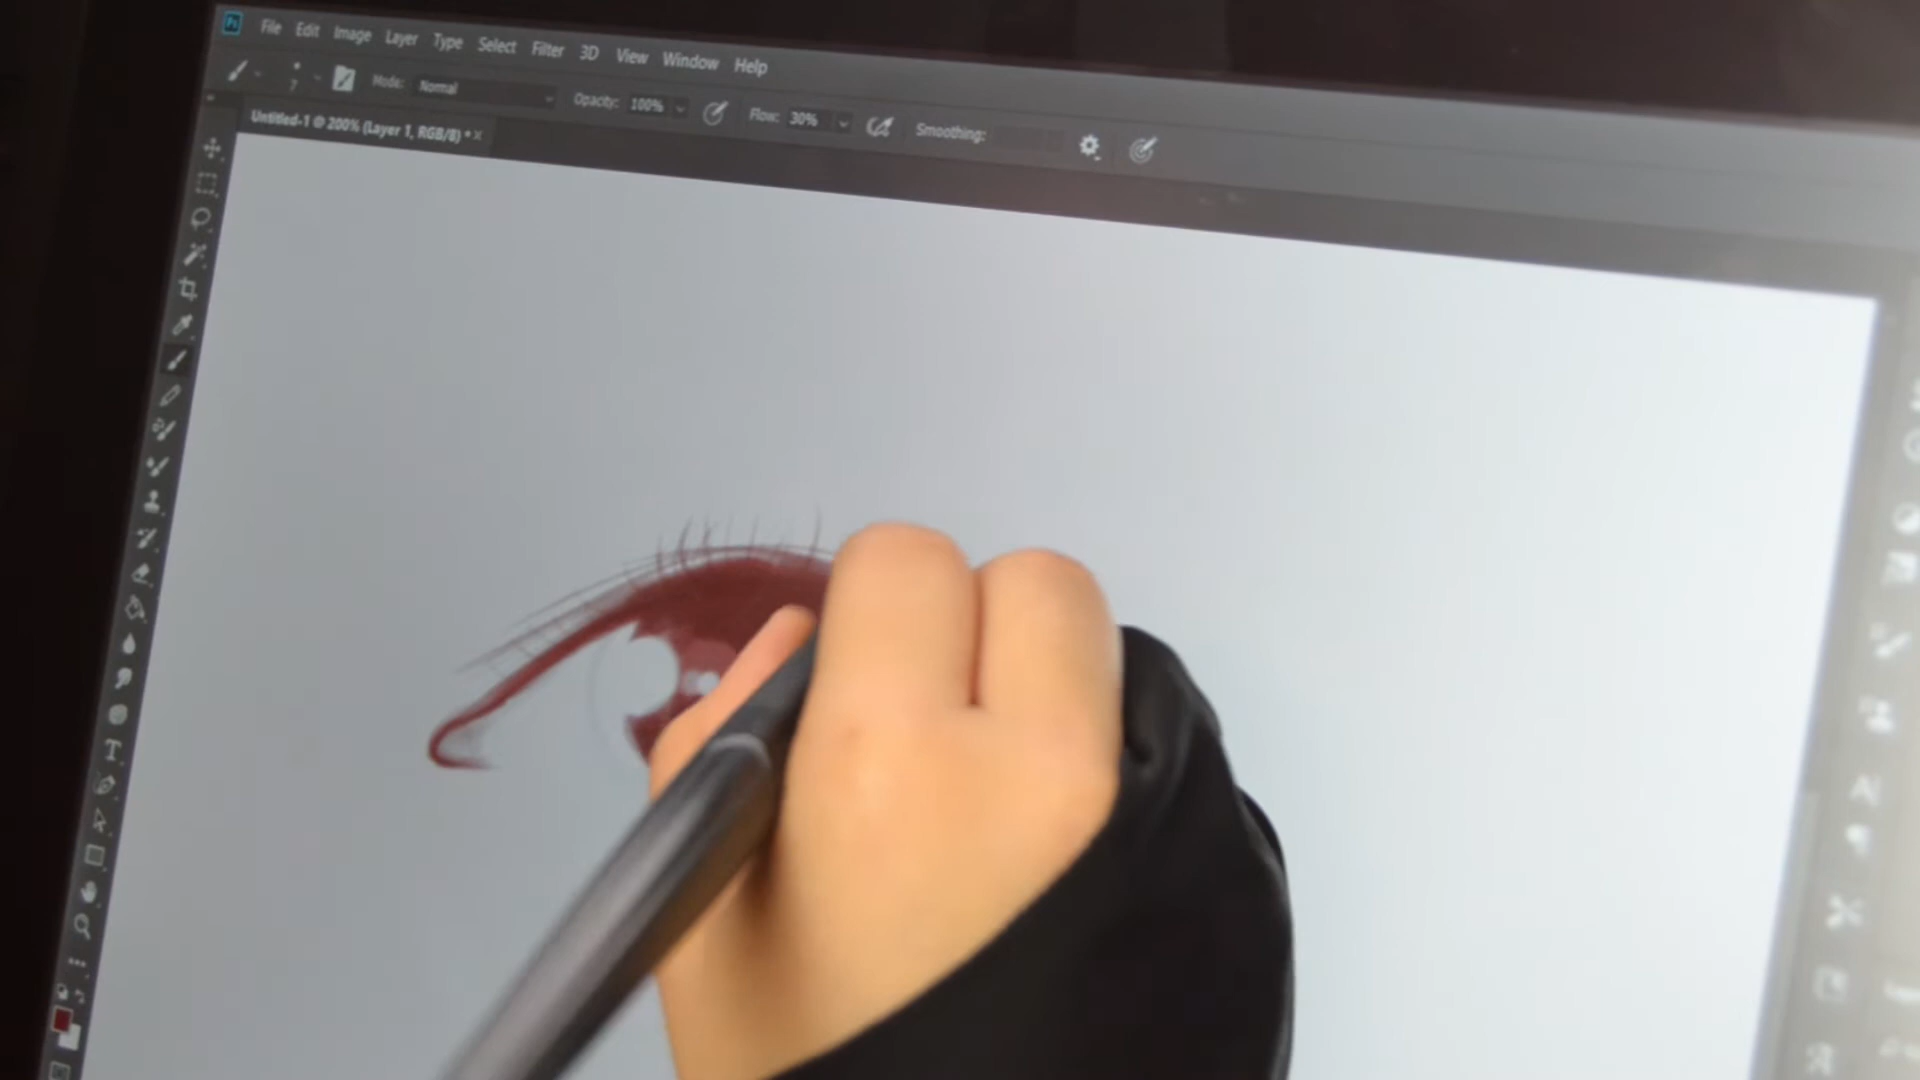 Ps File Edit Image Layer Type Select Filter 3D View Window Help
7 Mode: Normal Opacity: 100% Flow: 30% Smoothing:
Untitled-1 @ 200% (Layer 1, RGB/8) * ×
T